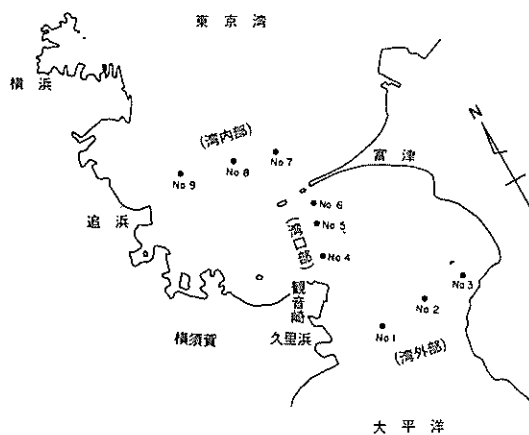 東京湾
横浜
(湾内部)
No 7
No 8
No 9
富津
N
追浜
No 6
No 5
(湾口部)
No 4
観音崎
No 3
No 2
No 1
横須賀
久里浜
(湾外部)
大平洋